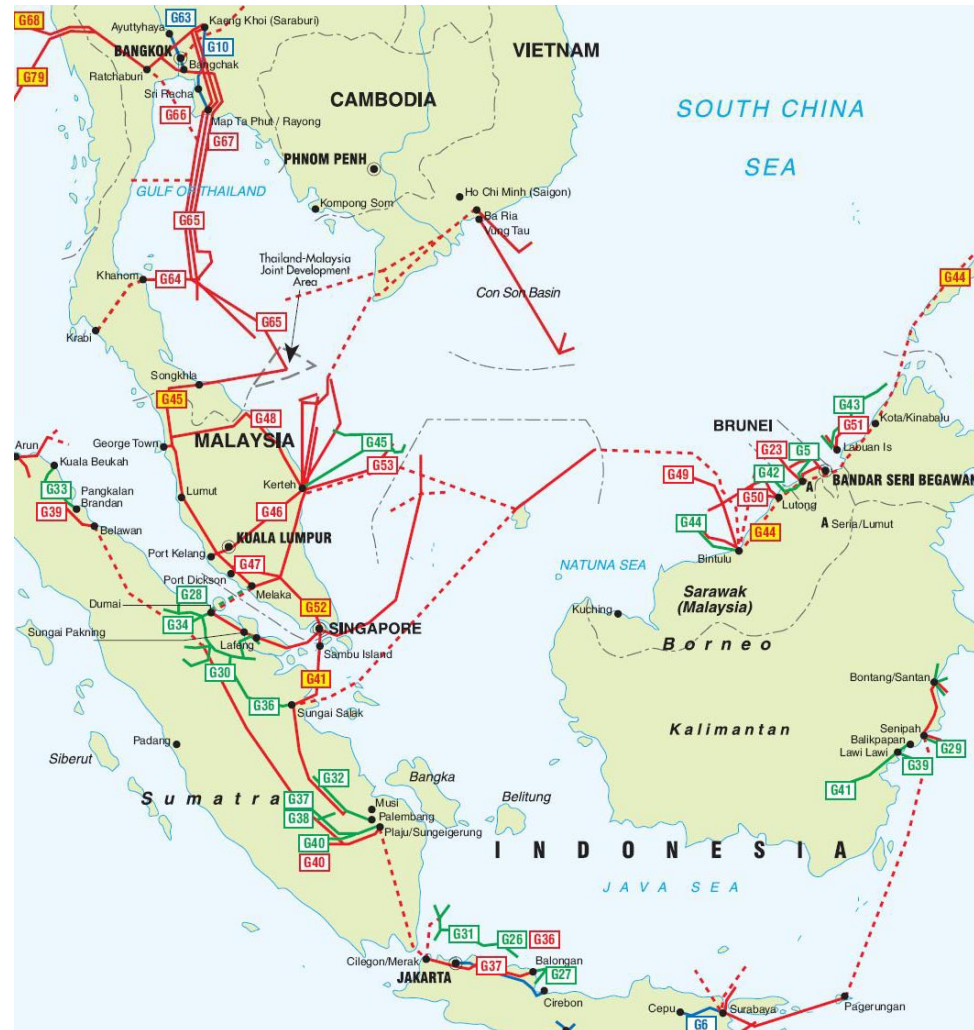 G68
G63
Kaeng Khoi (Saraburi)
Ayuttyhaya
G10
BANGKOK
VIETNAM
Bangchak
Ratchaburi
G79
Sri Racha
CAMBODIA
G66
Map Ta Phut / Rayong
SOUTH CHINA
SEA
G67
PHNOM PENH
GULF OF THAILAND
Ho Chi Minh (Saigon)
Kompong Som
G65
Ba Ria
Vung Tau
Thailand-Malaysia
Joint Development
Area
Khanom
G64
G44
Con Son Basin
G65
Krabi
Songkhla
G45
G43
G48
Kota/Kinabalu
BRUNEI
G51
MALAYSIA
G45
George Town
Arun
Labuan Is
G23
G5
G53
Kuala Beukah
BANDAR SERI BEGAWAN
G49
G42
A
Kerteh
G33
Pangkalan
Brandan
Lumut
G50
Lutong
G39
G46
G44
A Seria/Lumut
Belawan
G44
KUALA LUMPUR
Port Kelang
Bintulu
G47
NATUNA SEA
Port Dickson
Melaka
G28
Sarawak
(Malaysia)
Dumai
G52
Kuching
G34
SINGAPORE
Sungai Pakning
Lafeng
Sambu Island
Borneo
G30
G41
Bontang/Santan
G36
Sungai Salak
Kalimantan
Senipah
Padang
Balikpapan
Siberut
Lawi Lawi
G29
G39
Bangka
G32
G41
Sumatra
G37
Belitung
Musi
G38
Palembang
Plaju/Sungeigerung
G40
INDONESIA
G40
JAVA SEA
G31
G26
G36
Cilegon/Merak
G37
Balongan
JAKARTA
G27
Cirebon
Cepu
Surabaya
Pagerungan
G6